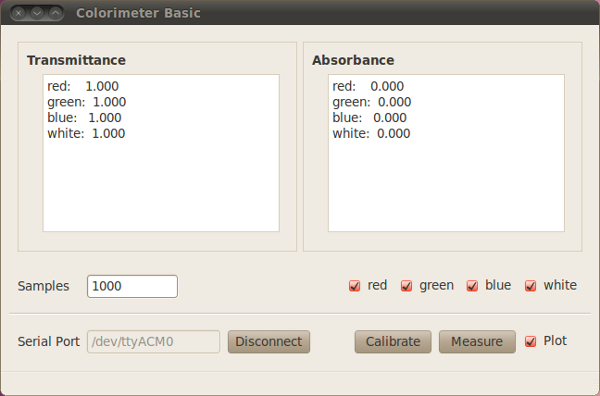 Colorimeter Basic
Transmittance
red: 1.000
green: 1.000
blue: 1.000
white: 1.000
Absorbance
red: 0.000
green: 0.000
blue: 0.000
white: 0.000
Samples 1000 red green blue white
Serial Port /dev/ttyACM0 Disconnect Calibrate Measure Plot